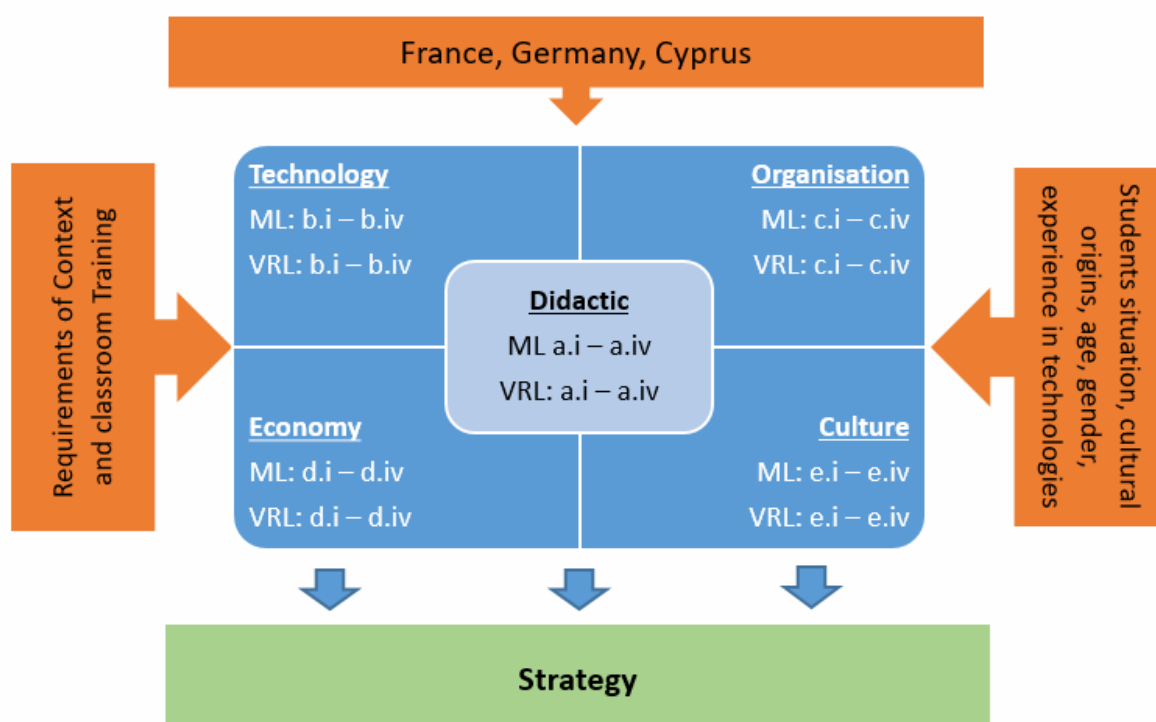 France, Germany, Cyprus
Requirements of Context
and classroom Training
Technology
ML: b.i – b.iv
VRL: b.i – b.iv
Organisation
ML: c.i – c.iv
VRL: c.i – c.iv
Didactic
ML a.i – a.iv
VRL: a.i – a.iv
Economy
ML: d.i – d.iv
VRL: d.i – d.iv
Culture
ML: e.i – e.iv
VRL: e.i – e.iv
Students situation, cultural
origins, age, gender,
experience in technologies
Strategy